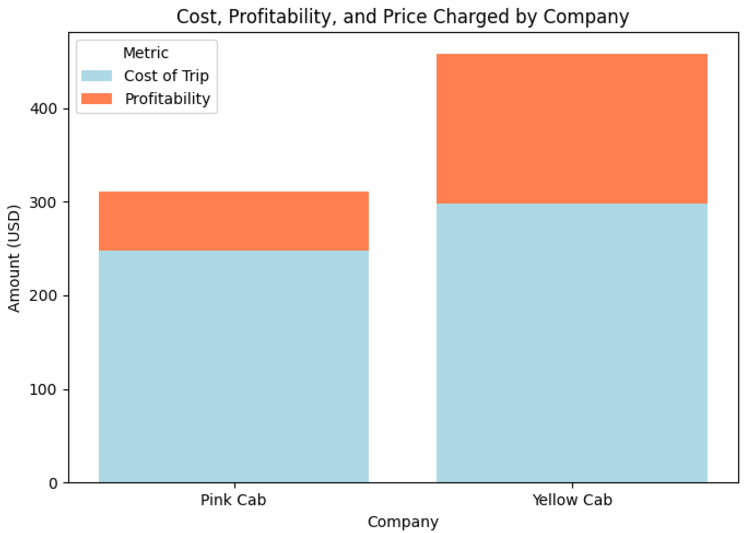 Cost, Profitability, and Price Charged by Company
Metric
Cost of Trip
Profitability
Amount (USD)
400
300
200
100
0
Pink Cab
Yellow Cab
Company